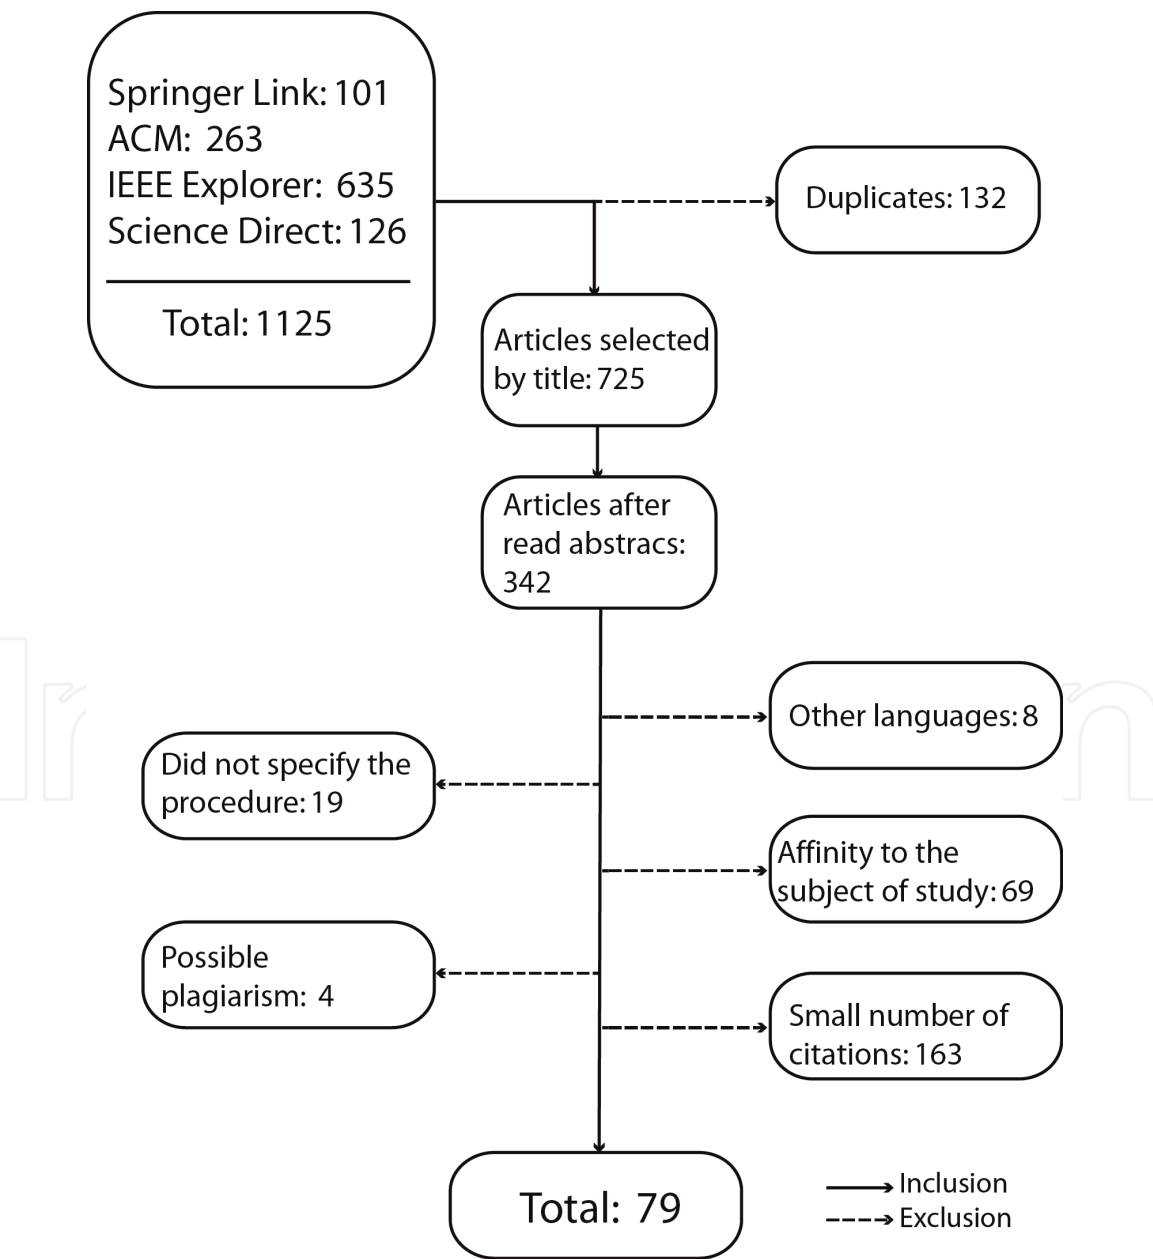 Springer Link: 101
ACM: 263
IEEE Explorer: 635
Science Direct: 126
Total: 1125
Duplicates: 132
Articles selected
by title: 725
Articles after
read abstracs:
342
Other languages: 8
Did not specify the
procedure: 19
Affinity to the
subject of study: 69
Possible
plagiarism: 4
Small number of
citations: 163
Total: 79
Inclusion
Exclusion